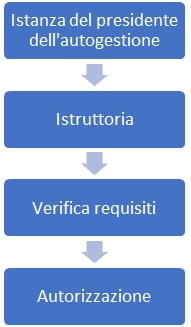 Istanza del presidente
dell'autogestione
Istruttoria
Verifica requisiti
Autorizzazione